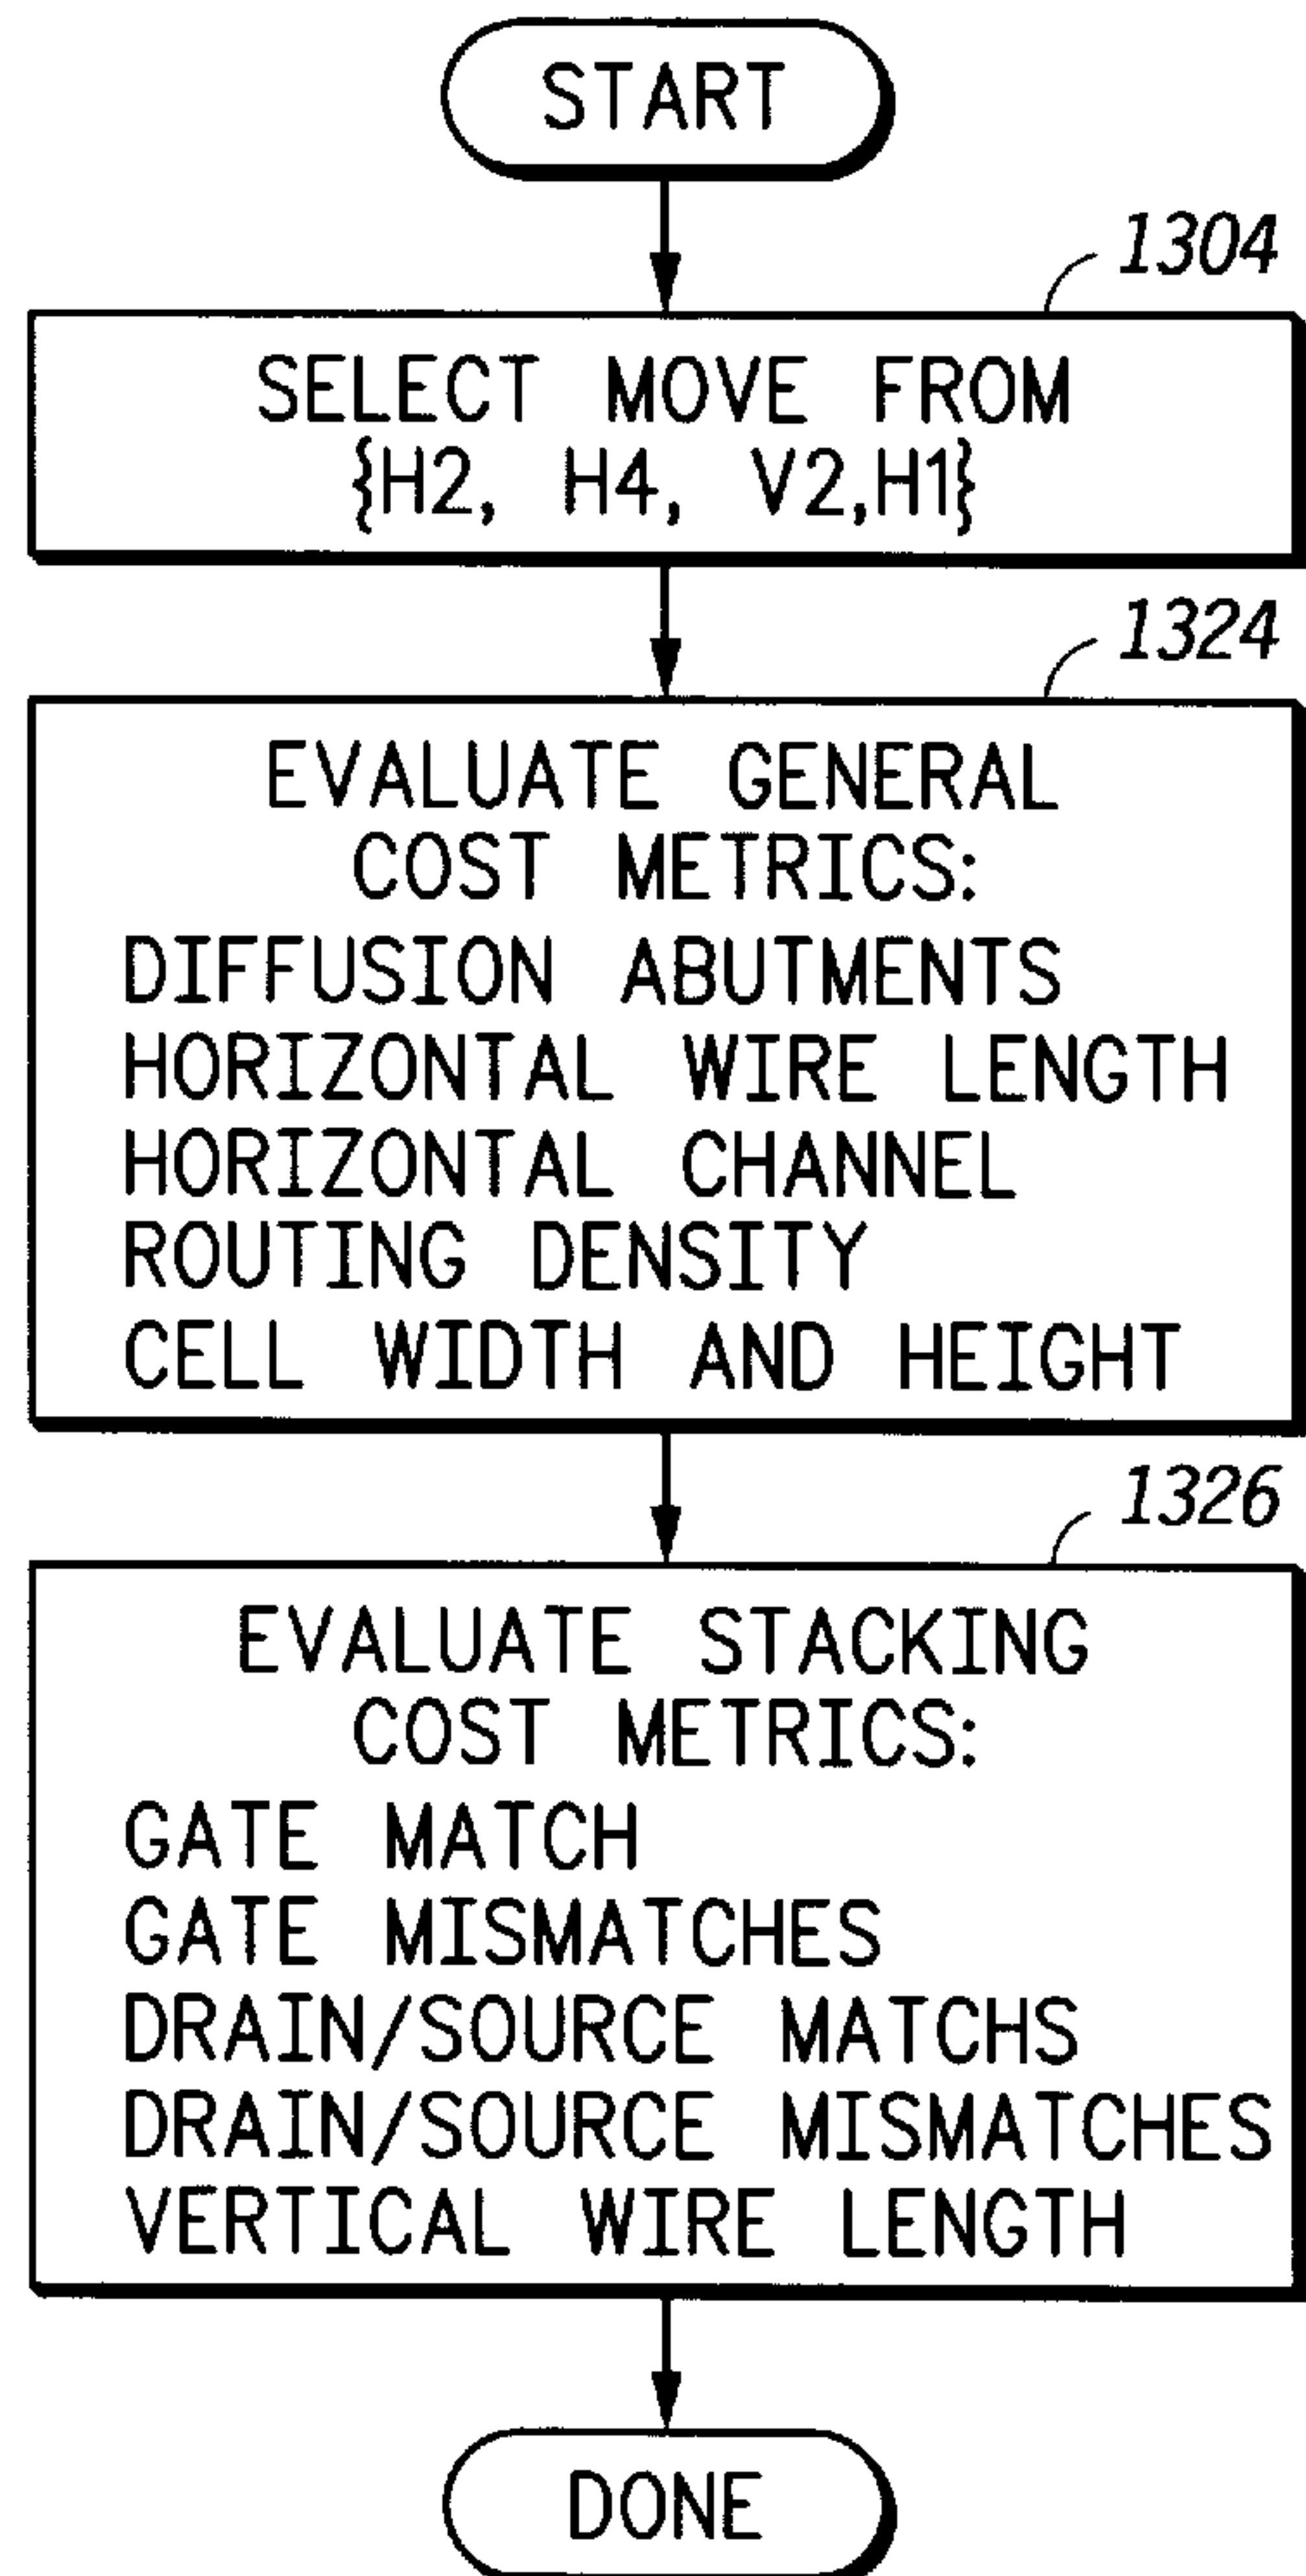 START
1304
SELECT MOVE FROM
{H2, H4, V2,H1}
1324
EVALUATE GENERAL
COST METRICS:
DIFFUSION ABUTMENTS
HORIZONTAL WIRE LENGTH
HORIZONTAL CHANNEL
ROUTING DENSITY
CELL WIDTH AND HEIGHT
1326
EVALUATE STACKING
COST METRICS:
GATE MATCH
GATE MISMATCHES
DRAIN/SOURCE MATCHS
DRAIN/SOURCE MISMATCHES
VERTICAL WIRE LENGTH
DONE